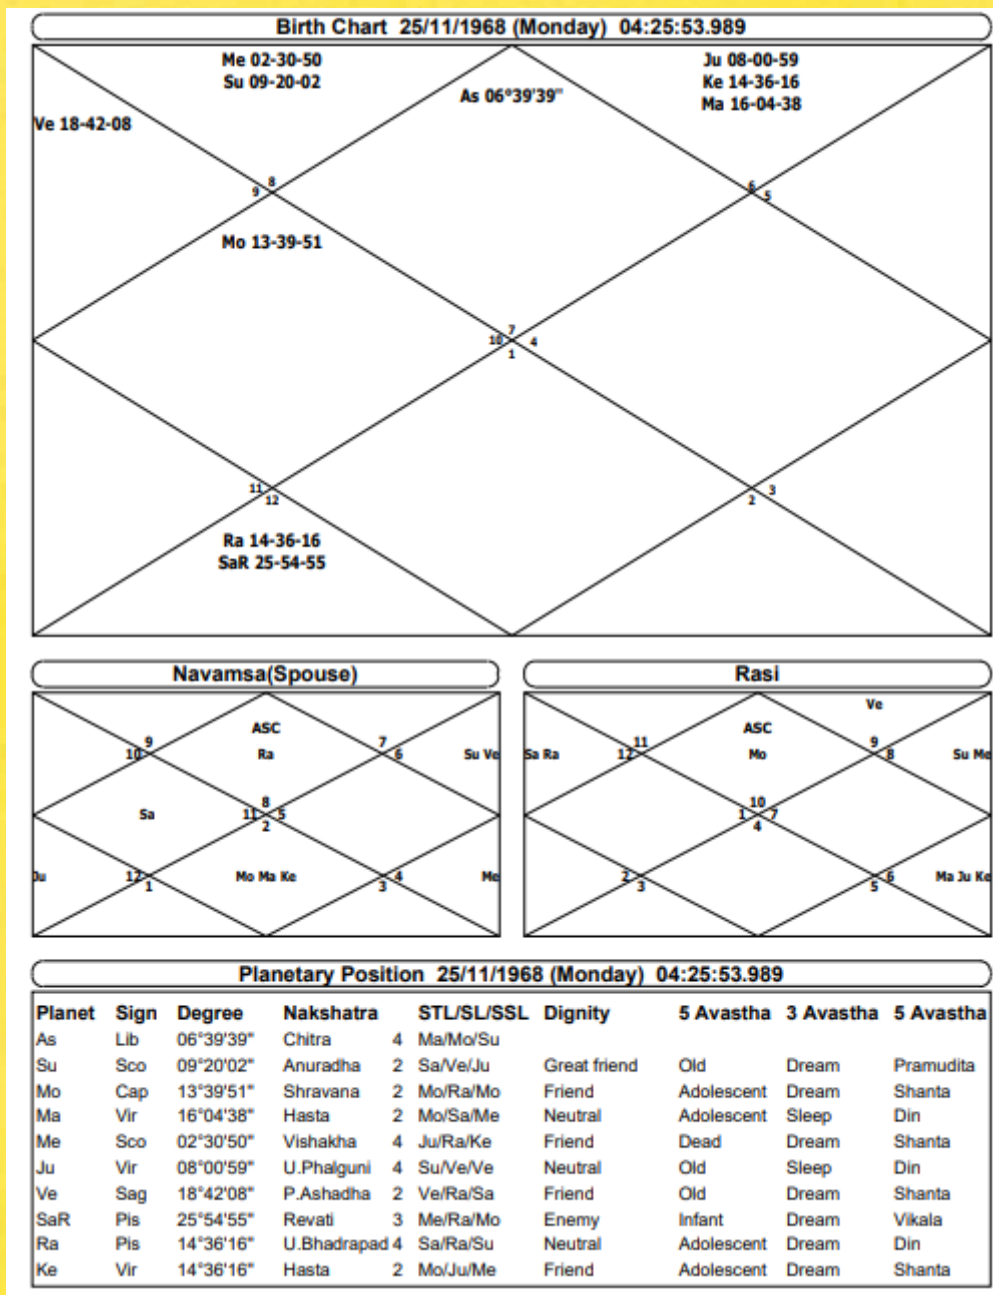 Birth Chart 25/11/1968 (Monday) 04:25:53.989
Me 02-30-50
Su 09-20-02
As 06°39'39"
Ju 08-00-59
Ke 14-36-16
Ma 16-04-38
Ve 18-42-08
8
9
6
5
Mo 13-39-51
7
10
4
1
11
12
3
2
Ra 14-36-16
SaR 25-54-55
Navamsa(Spouse)
ASC
Ra
9
10
7
6
Su Ve
Sa
8
11
5
2
Ju
12
1
Mo Ma Ke
4
3
Me
Rasi
Ve
ASC
Mo
Sa Ra
11
12
9
8
Su Me
10
1
7
4
2
3
6
5
Ma Ju Ke
Planetary Position 25/11/1968 (Monday) 04:25:53.989
Planet Sign Degree Nakshatra STL/SL/SSL Dignity 5 Avastha 3 Avastha 5 Avastha
As Lib 06°39'39" Chitra 4 Ma/Mo/Su
Su Sco 09°20'02" Anuradha 2 Sa/Ve/Ju Great friend Old Dream Pramudita
Mo Cap 13°39'51" Shravana 2 Mo/Ra/Mo Friend Adolescent Dream Shanta
Ma Vir 16°04'38" Hasta 2 Mo/Sa/Me Neutral Adolescent Sleep Din
Me Sco 02°30'50" Vishakha 4 Ju/Ra/Ke Friend Dead Dream Shanta
Ju Vir 08°00'59" U.Phalguni 4 Su/Ve/Ve Neutral Old Sleep Din
Ve Sag 18°42'08" P.Ashadha 2 Ve/Ra/Sa Friend Old Dream Shanta
SaR Pis 25°54'55" Revati 3 Me/Ra/Mo Enemy Infant Dream Vikala
Ra Pis 14°36'16" U.Bhadrapad 4 Sa/Ra/Su Neutral Adolescent Dream Din
Ke Vir 14°36'16" Hasta 2 Mo/Ju/Me Friend Adolescent Dream Shanta